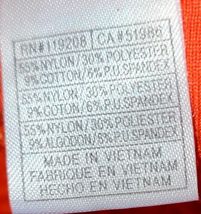 RN#119208 CA#51986
55%NYLON/30%POLYESTER
9%COTTON/6%P.U.SPANDEX
55%NYLON/30%POLYESTER
9%COTON/6%P.U.SPANDEX
55%NYLON/30%POLIESTER
9%ALGODON/6%P.U.SPANDEX
MADE IN VIETNAM
FABRIQUE EN VIETNAM
HECHO EN VIETNAM